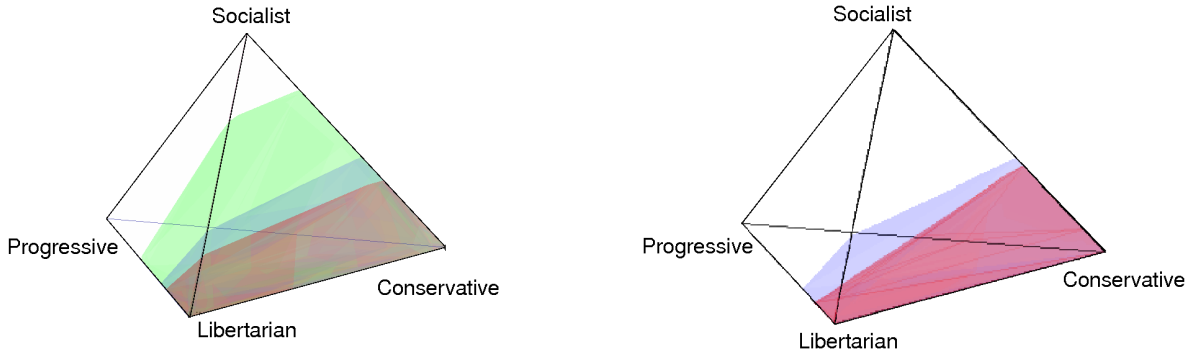 Socialist
Progressive
Conservative
Libertarian
Socialist
Progressive
Conservative
Libertarian